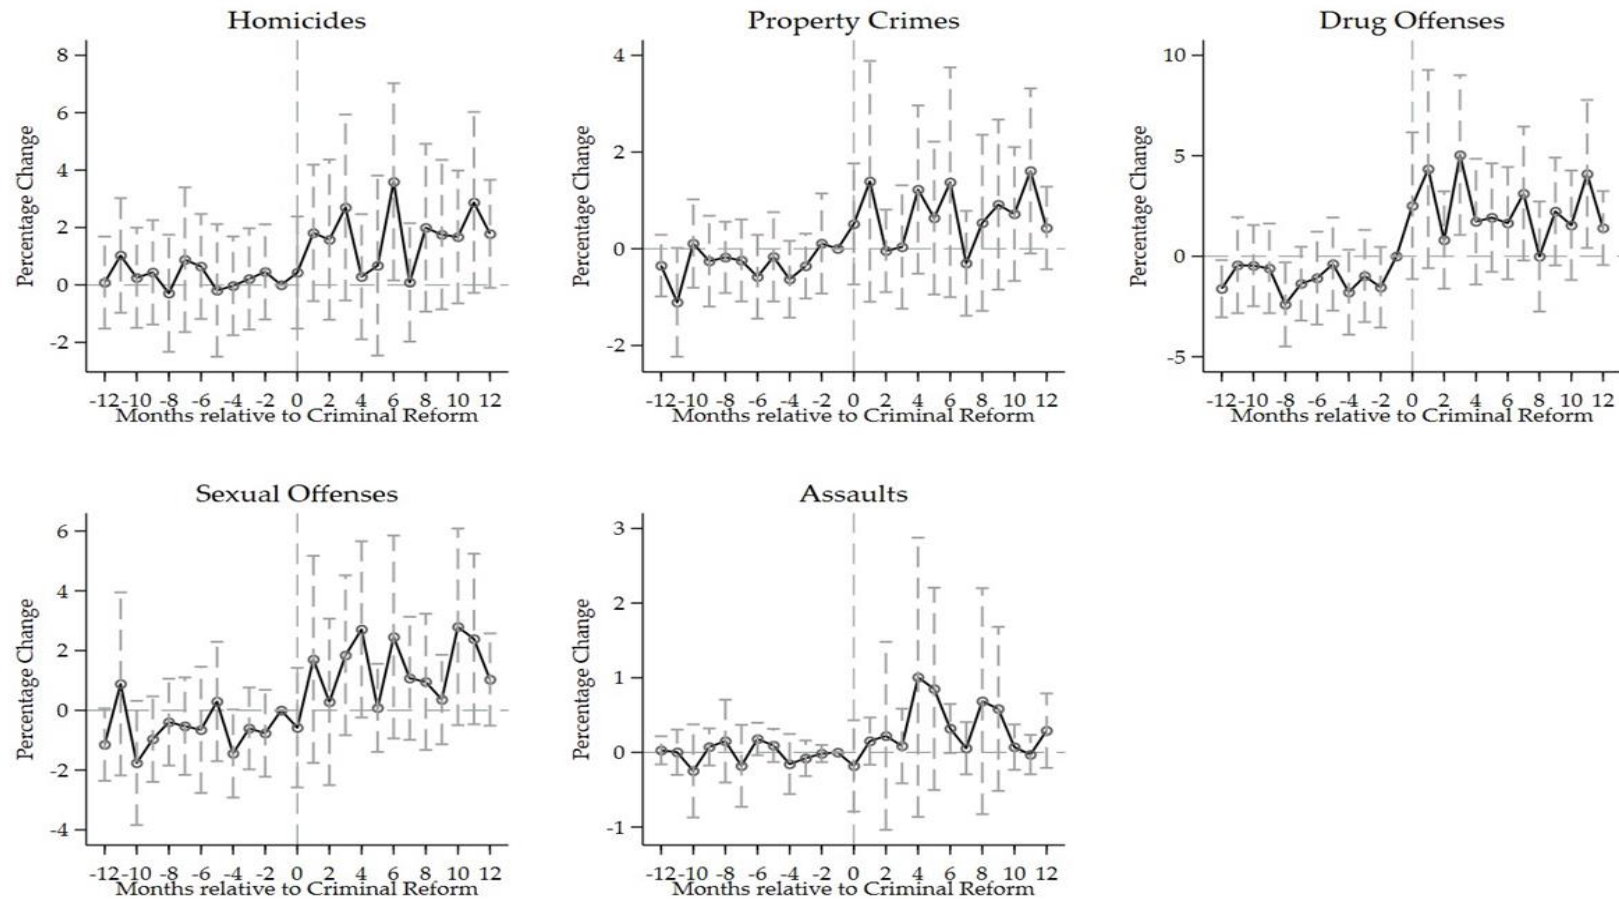 Homicides
Percentage Change
8
6
4
2
0
-2
-12 -10 -8 -6 -4 -2 0 2 4 6 8 10 12
Months relative to Criminal Reform
Property Crimes
Percentage Change
4
2
0
-2
-12 -10 -8 -6 -4 -2 0 2 4 6 8 10 12
Months relative to Criminal Reform
Drug Offenses
Percentage Change
10
5
0
-5
-12 -10 -8 -6 -4 -2 0 2 4 6 8 10 12
Months relative to Criminal Reform
Sexual Offenses
Percentage Change
6
4
2
0
-2
-4
-12 -10 -8 -6 -4 -2 0 2 4 6 8 10 12
Months relative to Criminal Reform
Assaults
Percentage Change
3
2
1
0
-1
-12 -10 -8 -6 -4 -2 0 2 4 6 8 10 12
Months relative to Criminal Reform